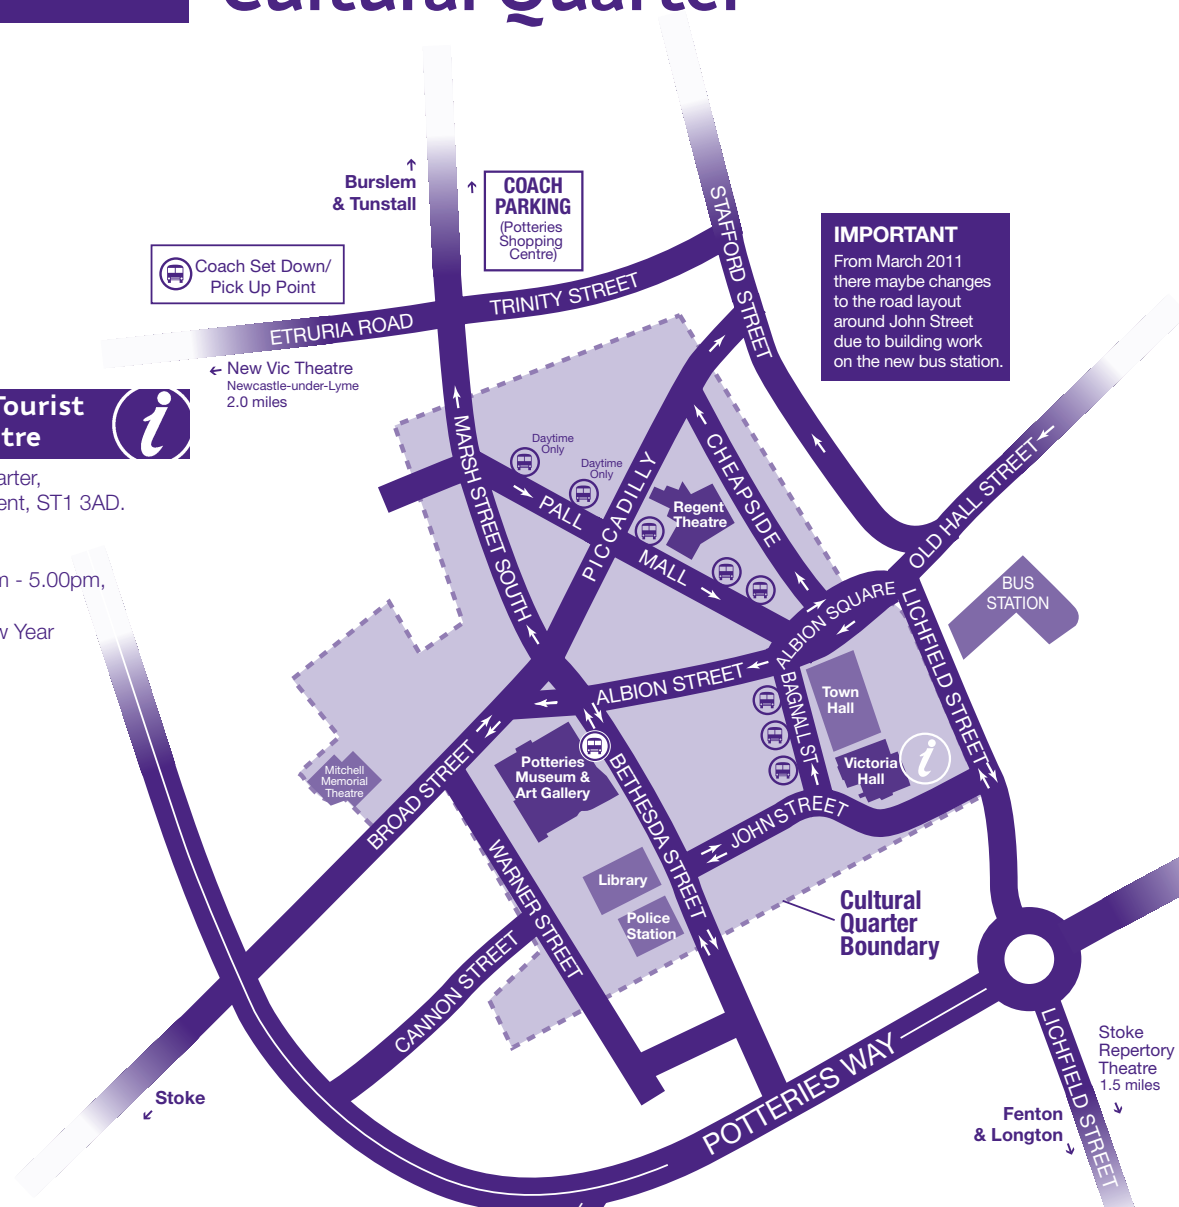 Cultural Quarter
Burslem
& Tunstall
COACH
PARKING
(Potteries
Shopping
Centre)
Coach Set Down/
Pick Up Point
STAFFORD STREET
TRINITY STREET
ETRURIA ROAD
IMPORTANT
From March 2011
there maybe changes
to the road layout
around John Street
due to building work
on the new bus station.
New Vic Theatre
Newcastle-under-Lyme
2.0 miles
Tourist
tre
i
arter,
ent, ST1 3AD.
m - 5.00pm,
w Year
Daytime
Only
Daytime
Only
MARSH STREET SOUTH
PALL MALL
PICCADILLY
CHEAPSIDE
Regent
Theatre
OLD HALL STREET
BUS
STATION
ALBION SQUARE
LICHFIELD STREET
ALBION STREET
BAGNALL ST
Town
Hall
Victoria
Hall
i
Mitchell
Memorial
Theatre
BROAD STREET
Potteries
Museum &
Art Gallery
BETHESDA STREET
JOHN STREET
WARNER STREET
Library
Police
Station
Cultural
Quarter
Boundary
CANNON STREET
POTTERIES WAY
LICHFIELD STREET
Stoke
Repertory
Theatre
1.5 miles
Fenton
& Longton
Stoke